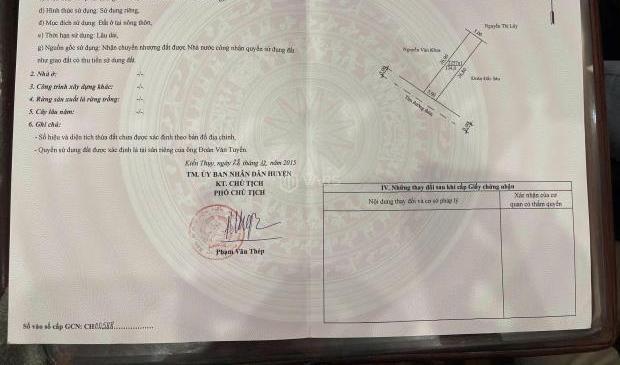 d) Hình thức sử dụng: Sử dụng riêng,
đ) Mục đích sử dụng: Đất ở tại nông thôn,
e) Thời hạn sử dụng: Lâu dài,
g) Nguồn gốc sử dụng: Nhận chuyển nhượng đất được Nhà nước công nhận quyền sử dụng đất
như giao đất có thu tiền sử dụng đất.
2. Nhà ở: -/-
3. Công trình xây dựng khác: -/-
4. Rừng sản xuất là rừng trồng: -/-
5. Cây lâu năm: -/-
6. Ghi chú:
- Số hiệu và diện tích thửa đất chưa được xác định theo bản đồ địa chính,
- Quyền sử dụng đất được xác định là tài sản riêng của ông Đoàn Văn Tuyển.
Kiến Thụy, ngày 28 tháng 12 năm 2015
TM. ỦY BAN NHÂN DÂN HUYỆN
KT. CHỦ TỊCH
PHÓ CHỦ TỊCH
Phạm Văn Thép
Số vào sổ cấp GCN: CH00588
Nguyễn Thị Lấy
5.00
Nguyễn Văn Khoa
5.00
IV. Những thay đổi sau khi cấp Giấy chứng nhận
Nội dung thay đổi và cơ sở pháp lý
Xác nhận của cơ
quan có thẩm quyền